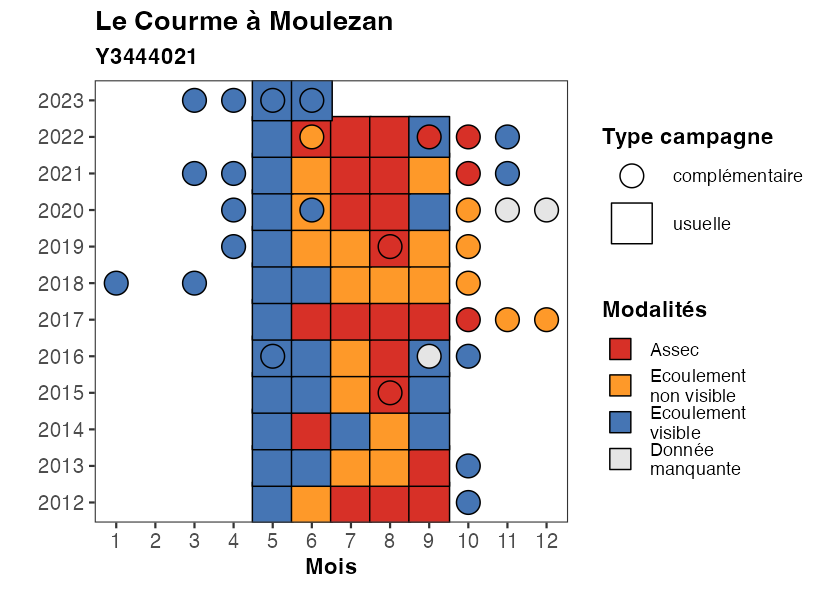 Le Courme à Moulezan
Y3444021
2023
2022
2021
2020
2019
2018
2017
2016
2015
2014
2013
2012
1 2 3 4 5 6 7 8 9 10 11 12
Mois
Type campagne
complémentaire
usuelle
Modalités
Assec
Ecoulement
non visible
Ecoulement
visible
Donnée
manquante